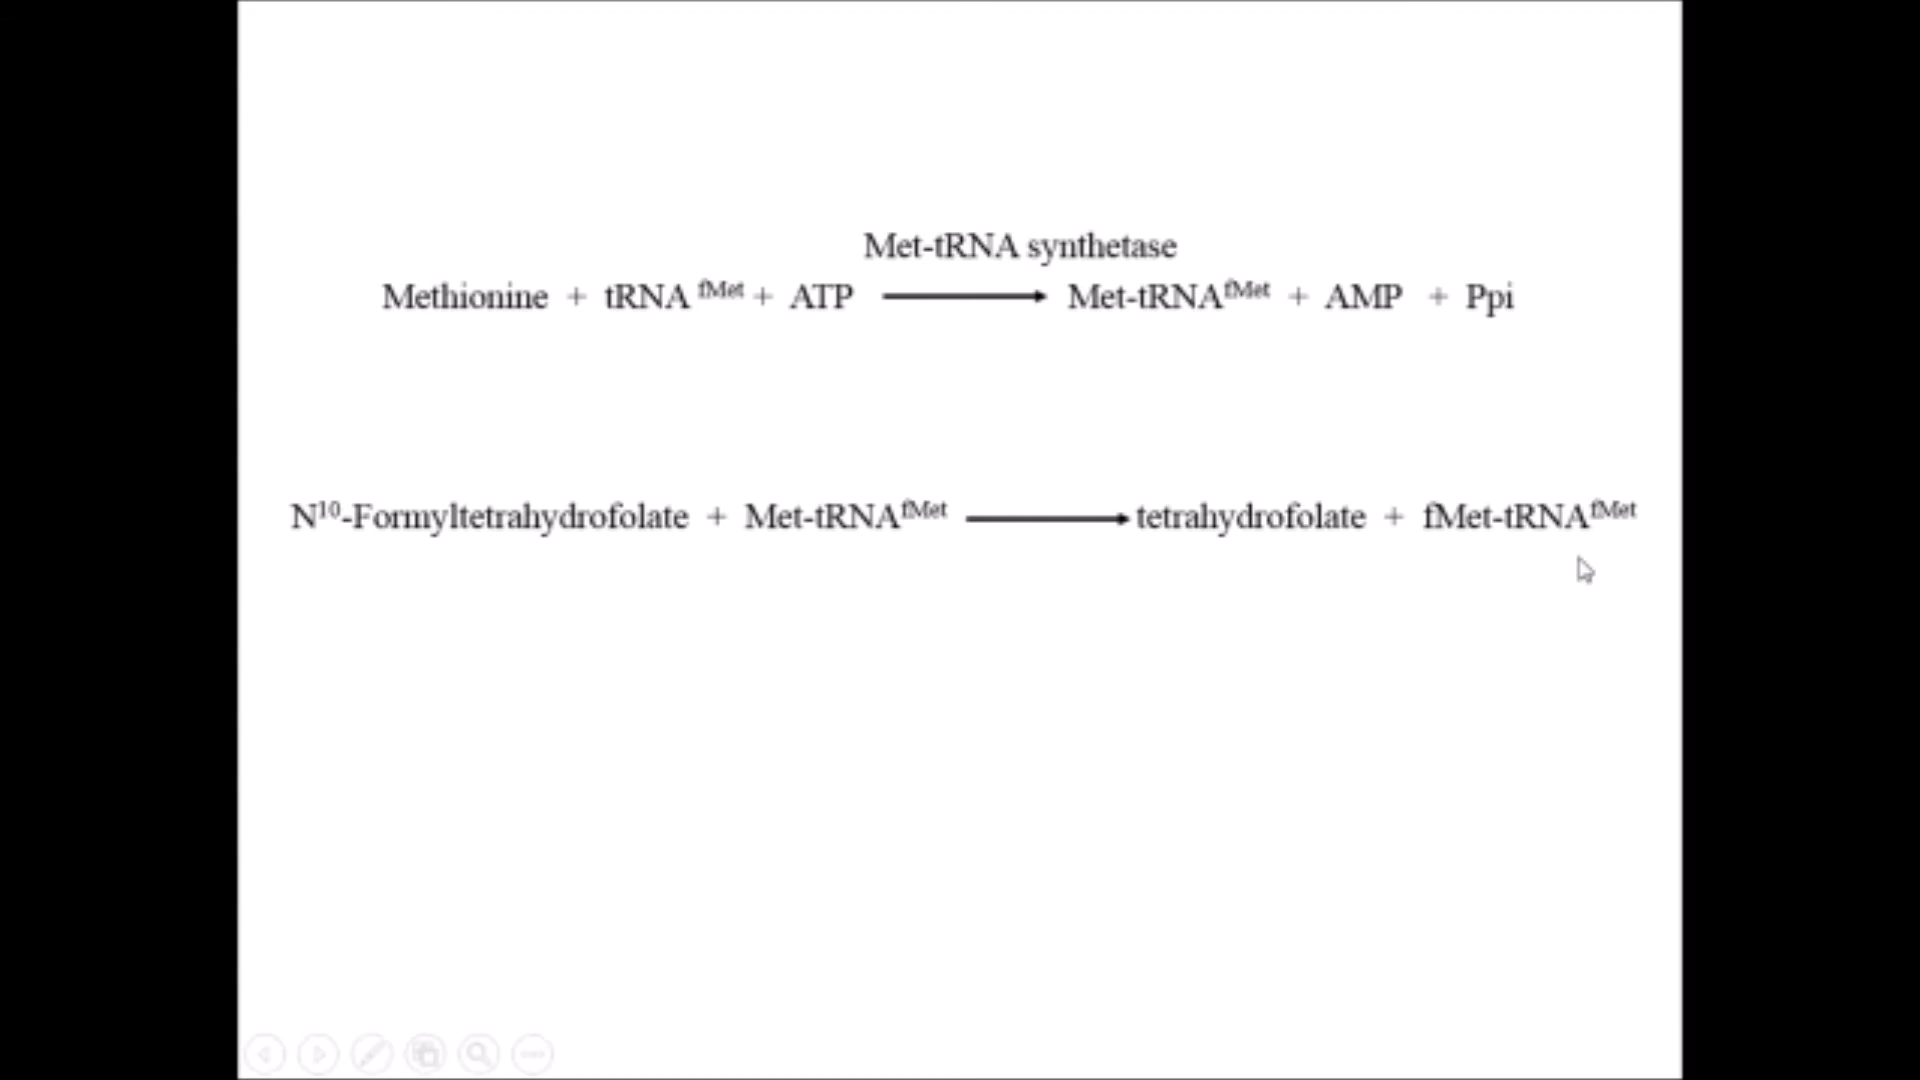 Met-tRNA synthetase
Methionine + tRNA fMet + ATP → Met-tRNAfMet + AMP + Ppi
N10-Formyltetrahydrofolate + Met-tRNAfMet → tetrahydrofolate + fMet-tRNAfMet